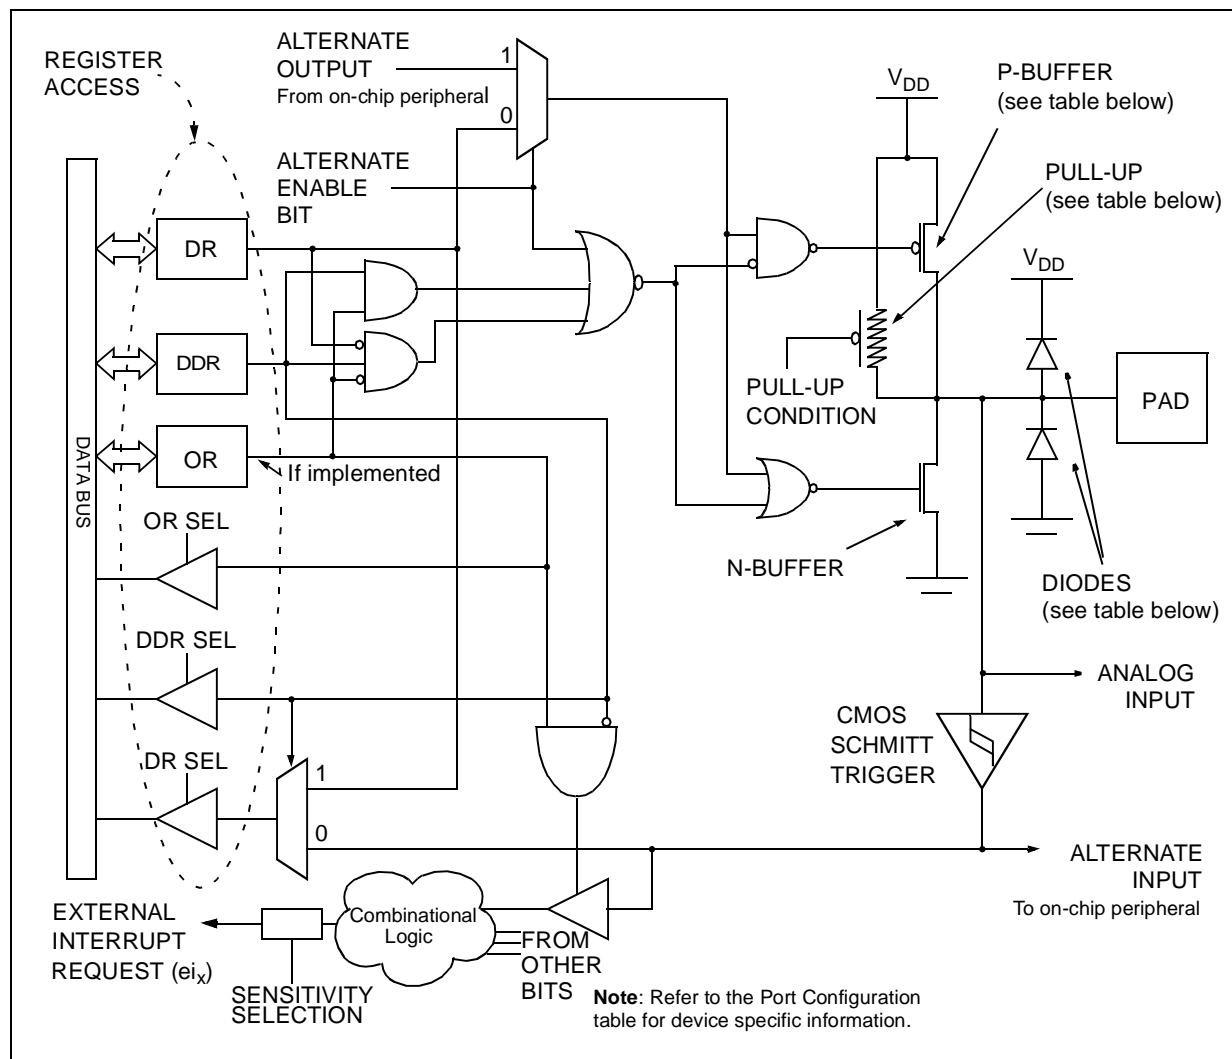 REGISTER
ACCESS
ALTERNATE
OUTPUT
From on-chip peripheral
1
0
ALTERNATE
ENABLE
BIT
VDD
P-BUFFER
(see table below)
PULL-UP
(see table below)
VDD
DR
DDR
OR
If implemented
PULL-UP
CONDITION
PAD
DATA BUS
OR SEL
DDR SEL
DR SEL
N-BUFFER
DIODES
(see table below)
ANALOG
INPUT
CMOS
SCHMITT
TRIGGER
1
0
ALTERNATE
INPUT
To on-chip peripheral
EXTERNAL
INTERRUPT
REQUEST (eix)
Combinational
Logic
SENSITIVITY
SELECTION
FROM
OTHER
BITS
Note: Refer to the Port Configuration
table for device specific information.